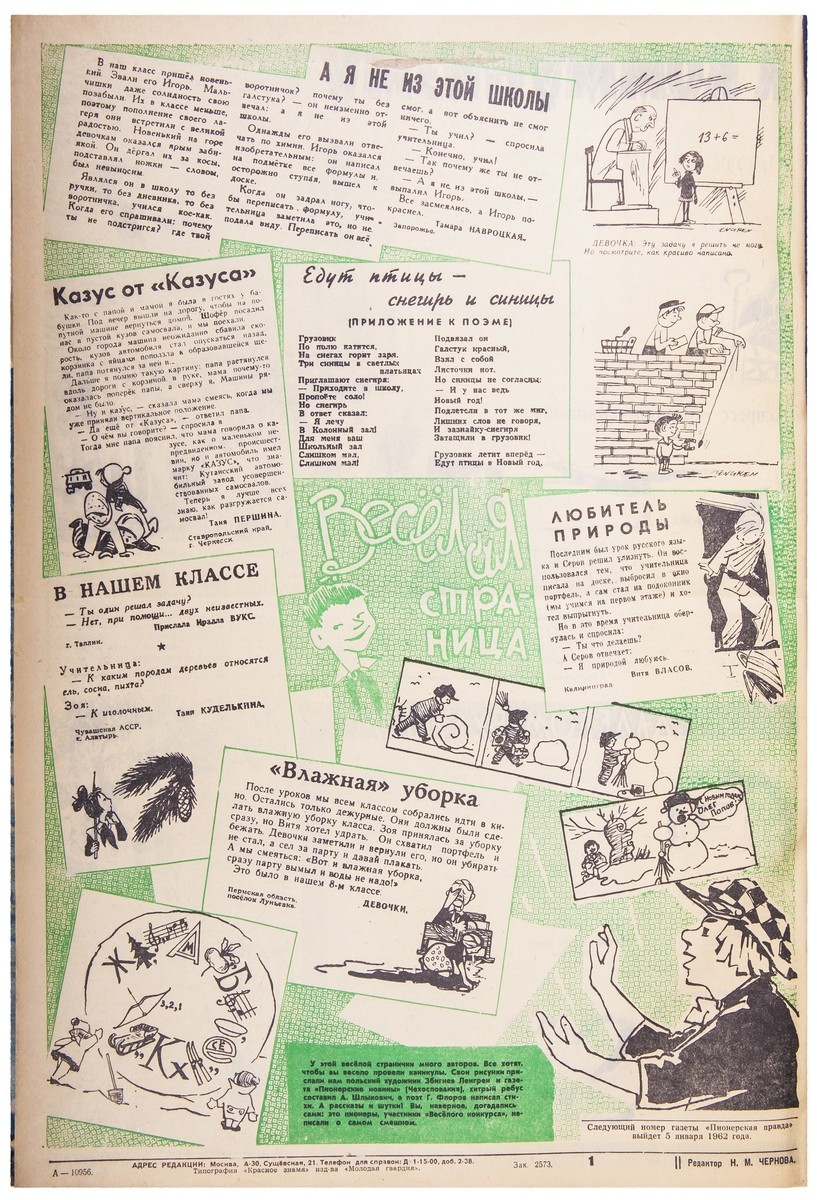 А Я НЕ ИЗ ЭТОЙ ШКОЛЫ
В наш класс пришёл новень-
кий. Звали его Игорь. Маль-
чишки даже солидность свою
позабыли. Их в классе меньше,
поэтому пополнение своего ла-
геря они встретили с великой
радостью. Новенький на горе
девочкам оказался ярым заби-
якой. Он дёргал их за косы,
подставлял ножки — словом,
был невыносим.
Являлся он в школу то без
ручки, то без дневника, то без
воротничка, учился кое-как.
Когда его спрашивали: почему
ты не подстригся? где твой
воротничок? почему ты без
галстука? — он неизменно от-
вечал: а я не из этой
школы.
Однажды его вызвали отве-
чать по химии. Игорь оказался
изобретательным: он написал
на подмётке все формулы и,
осторожно ступая, вышел к
доске.
Когда он задрал ногу, что-
бы переписать формулу, учи-
тельница заметила это, но не
подала виду. Переписать он всё
смог, а вот объяснить не смог
ничего.
— Ты учил? — спросила
учительница.
— Конечно, учил!
— Так почему же ты не от-
вечаешь?
— А я не из этой школы,—
выпалил Игорь.
Все засмеялись, а Игорь по-
краснел.
Тамара НАВРОЦКАЯ.
Запорожье.
13+6=
ENGREN
ДЕВОЧКА: Эту задачу я решить не могу.
Но посмотрите, как красиво написана.
Казус от «Казуса»
Как-то с папой и мамой я была в гостях у ба-
бушки. Под вечер вышли на дорогу, чтобы на по-
путной машине вернуться домой. Шофёр посадил
нас в пустой кузов самосвала, и мы поехали.
Около города машина неожиданно сбавила ско-
рость, кузов автомобиля стал опускаться назад,
корзинка с яйцами поползла в образовавшейся ще-
ли, папа потянулся за ней и...
Дальше я помню такую картину: папа растянулся
вдоль дороги с корзиной в руке, мама почему-то
оказалась поперёк папы, а сверху я. Машины ря-
дом не было.
— Ну и казус, — сказала мама смеясь, когда мы
уже приняли вертикальное положение.
— Да ещё от «Казуса», — ответил папа.
— О чём вы говорите? — спросила я
Тогда мне папа пояснил, что мама говорила о ка-
зусе, как о маленьком не-
предвиденном происшест-
вии, но и автомобиль имел
марку «КАЗУС», что зна-
чит: Кутаисский автомо-
бильный завод усовершен-
ствованных самосвалов.
Теперь я лучше всех
знаю, как разгружается са-
мосвал!
Таня ПЕРШИНА.
Ставропольский край,
г. Черкесск.
Едут птицы —
снегирь и синицы
(ПРИЛОЖЕНИЕ К ПОЭМЕ)
Грузовик
По полю катится,
На снегах горит заря.
Три синицы в светлых
платьицах
Приглашают снегиря:
— Приходите в школу,
Пропойте соло!
Но снегирь
В ответ сказал:
— Я лечу
В Колонный зал!
Для меня ваш
Школьный зал
Слишком мал,
Слишком мал!
Подвязал он
Галстук красный,
Взял с собой
Листочки нот.
Но синицы не согласны:
— И у нас ведь
Новый год!
Подлетели в тот же миг,
Лишних слов не говоря,
И зазнайку-снегиря
Затащили в грузовик!
Грузовик летит вперёд —
Едут птицы в Новый год.
LENGREN
Весёлая
стра-
ница
ЛЮБИТЕЛЬ
ПРИРОДЫ
Последним был урок русского язы-
ка и Серов решил улизнуть. Он вос-
пользовался тем, что учительница
писала на доске, выбросил в окно
портфель, а сам стал на подоконник
(мы учимся на первом этаже) и хо-
тел выпрыгнуть.
Но в это время учительница обер-
нулась и спросила:
— Ты что делаешь?
А Серов отвечает:
— Я природой любуюсь.
Витя ВЛАСОВ.
Калининград.
В НАШЕМ КЛАССЕ
— Ты один решал задачу?
— Нет, при помощи... двух неизвестных.
Прислала Иралла ВУКС.
г. Таллин.
Учительница:
— К каким породам деревьев относятся
ель, сосна, пихта?
Зоя:
— К иголочным.
Таня КУДЕЛЬКИНА,
Чувашская АССР,
г. Алатырь.
«Влажная» уборка
После уроков мы всем классом собрались идти в ки-
но. Остались только дежурные. Они должны были сде-
лать влажную уборку класса. Зоя принялась за уборку
сразу, но Витя хотел удрать. Он схватил портфель и
бежать. Девочки заметили и вернули его, но он убирать
не стал, а сел за парту и давай плакать.
А мы смеяться: «Вот и влажная уборка,
сразу парту вымыл и воды не надо!»
Это было в нашем 8-м классе.
ДЕВОЧКИ.
Пермская область,
посёлок Луньевка.
С НОВЫМ ГОДОМ!
ОЛЕГ
ПОПОВ!
Ж
М
Б
3,2,1
СЕ
Кх
У этой весёлой странички много авторов. Все хотят,
чтобы вы весело провели каникулы. Свои рисунки при-
слали нам польский художник Збигнев Ленгрен и газе-
та «Пионерские новины» (Чехословакия), хитрый ребус
составил А. Шлыкович, а поэт Г. Флоров написал сти-
хи. А рассказы и шутки! Вы, наверное, догадались
сами: это пионеры, участники «Весёлого конкурса», на-
писали о самом смешном.
Следующий номер газеты «Пионерская правда»
выйдет 5 января 1962 года.
АДРЕС РЕДАКЦИИ: Москва, А-30, Сущёвская, 21. Телефон для справок: Д-1-15-00, доб. 2-38.
Типография «Красное знамя» изд-ва «Молодая гвардия».
А — 10956.
Зак. 2573.
1
Редактор Н. М. ЧЕРНОВА.